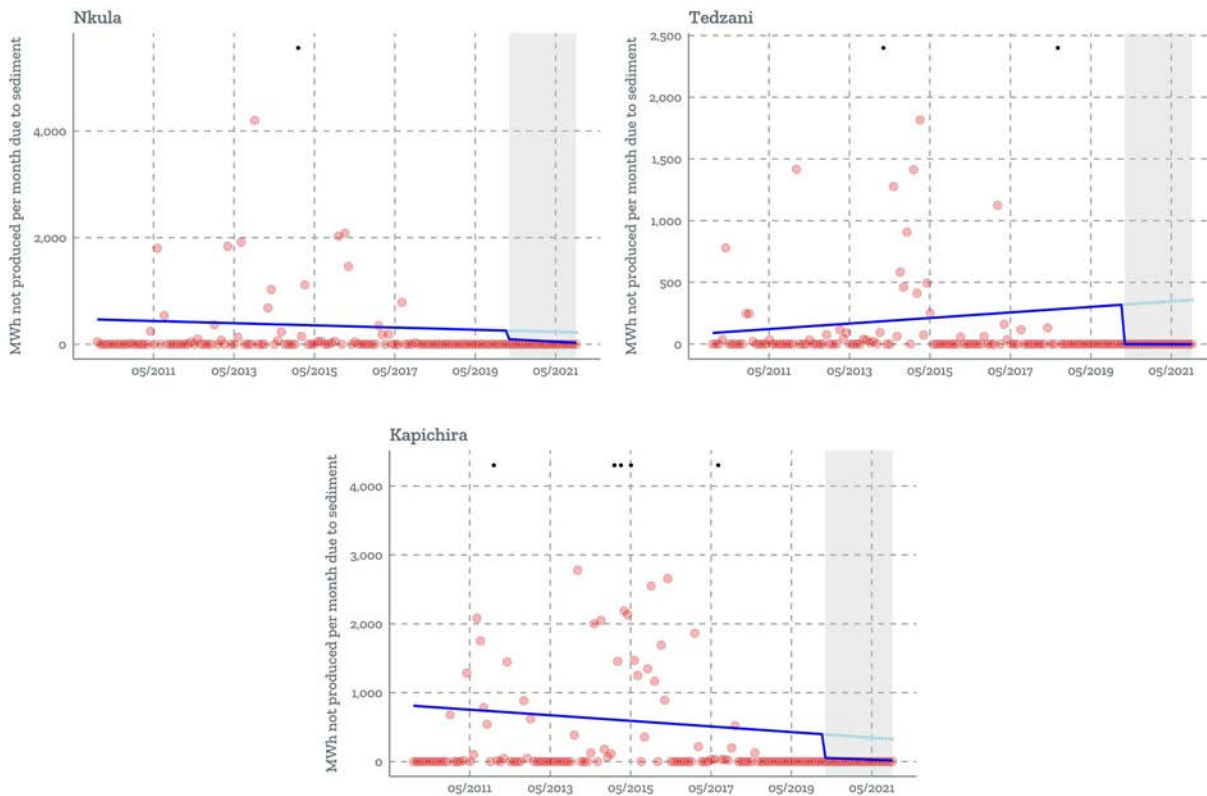 Nkula
MWh not produced per month due to sediment
4,000
2,000
0
05/2011 05/2013 05/2015 05/2017 05/2019 05/2021
Tedzani
MWh not produced per month due to sediment
2,500
2,000
1,500
1,000
500
0
05/2011 05/2013 05/2015 05/2017 05/2019 05/2021
Kapichira
MWh not produced per month due to sediment
4,000
3,000
2,000
1,000
0
05/2011 05/2013 05/2015 05/2017 05/2019 05/2021